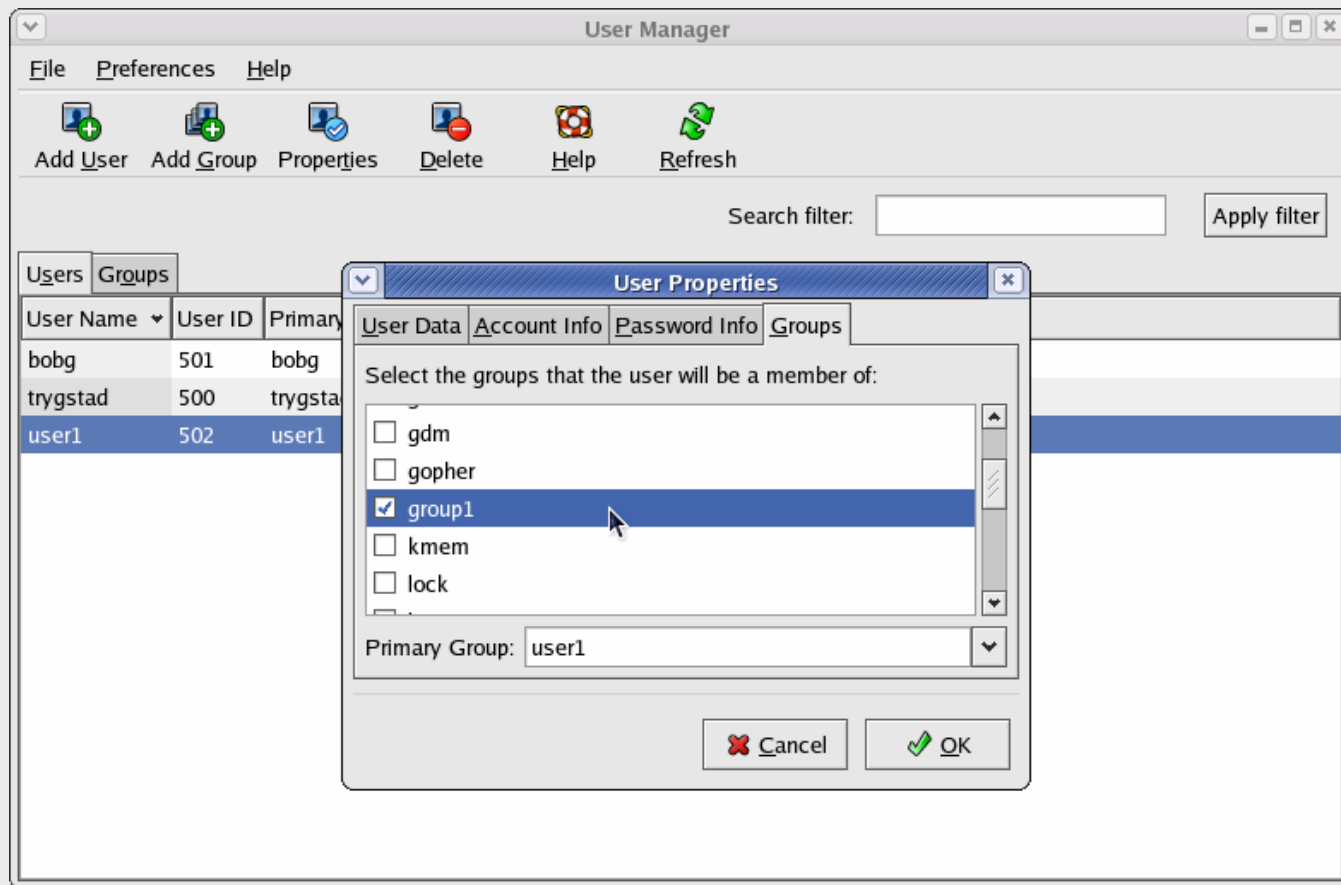 User Manager
File Preferences Help
Add User Add Group Properties Delete Help Refresh
Search filter: Apply filter
Users Groups
User Properties
User Name User ID Primary
User Data Account Info Password Info Groups
bobg 501 bobg
Select the groups that the user will be a member of:
trygstad 500
gdm
user1 502 user1
gopher
group1
kmem
lock
Primary Group: user1
Cancel OK